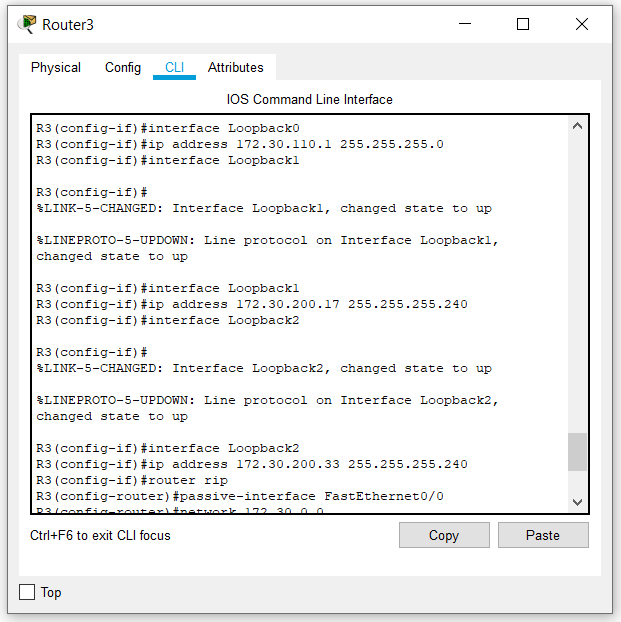 Router3
Physical Config CLI Attributes
IOS Command Line Interface
R3(config-if)#interface Loopback0
R3(config-if)#ip address 172.30.110.1 255.255.255.0
R3(config-if)#interface Loopback1
R3(config-if)#
%LINK-5-CHANGED: Interface Loopback1, changed state to up
%LINEPROTO-5-UPDOWN: Line protocol on Interface Loopback1,
changed state to up
R3(config-if)#interface Loopback1
R3(config-if)#ip address 172.30.200.17 255.255.255.240
R3(config-if)#interface Loopback2
R3(config-if)#
%LINK-5-CHANGED: Interface Loopback2, changed state to up
%LINEPROTO-5-UPDOWN: Line protocol on Interface Loopback2,
changed state to up
R3(config-if)#interface Loopback2
R3(config-if)#ip address 172.30.200.33 255.255.255.240
R3(config-if)#router rip
R3(config-router)#passive-interface FastEthernet0/0
R3(config-router)#network 172.30.0.0
Ctrl+F6 to exit CLI focus
Copy
Paste
Top